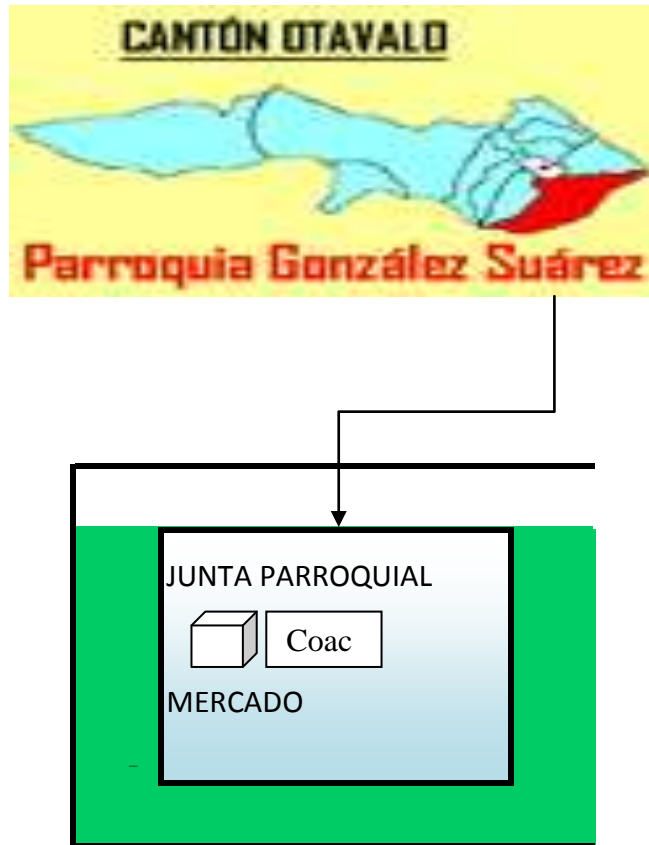 CANTÓN OTAVALO
Parroquia González Suárez
JUNTA PARROQUIAL
Coac
MERCADO